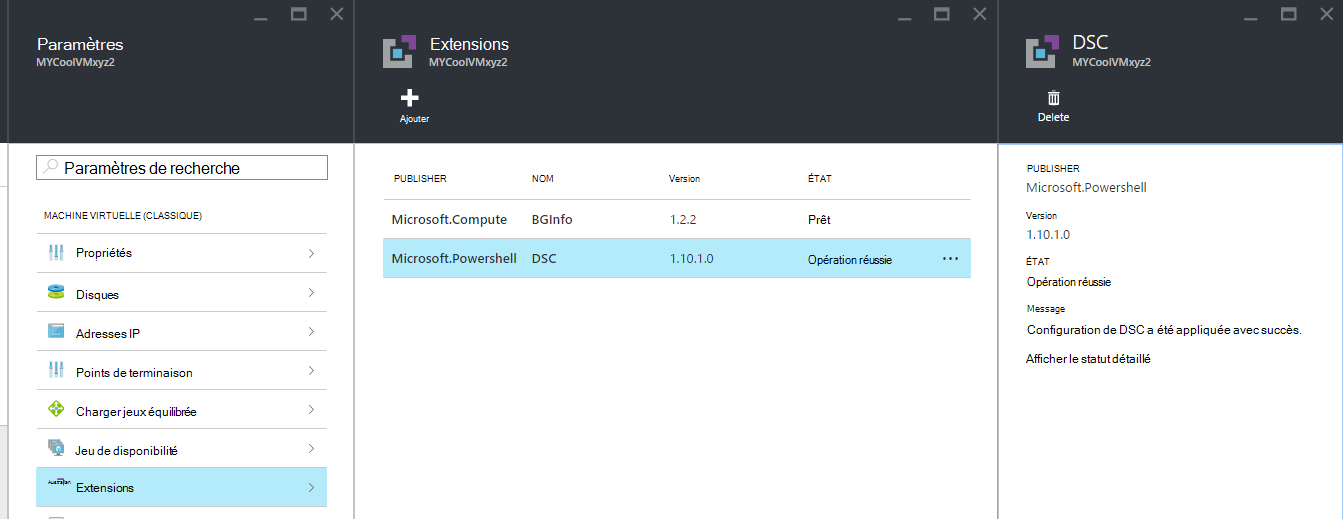 Paramètres
MYCoolVMxyz2
Paramètres de recherche
MACHINE VIRTUELLE (CLASSIQUE)
Propriétés
Disques
Adresses IP
Points de terminaison
Charger jeux équilibrée
Jeu de disponibilité
Extensions
Extensions
MYCoolVMxyz2
Ajouter
PUBLISHER NOM Version ÉTAT
Microsoft.Compute BGInfo 1.2.2 Prêt
Microsoft.Powershell DSC 1.10.1.0 Opération réussie ...
DSC
MYCoolVMxyz2
Delete
PUBLISHER
Microsoft.Powershell
Version
1.10.1.0
ÉTAT
Opération réussie
Message
Configuration de DSC a été appliquée avec succès.
Afficher le statut détaillé